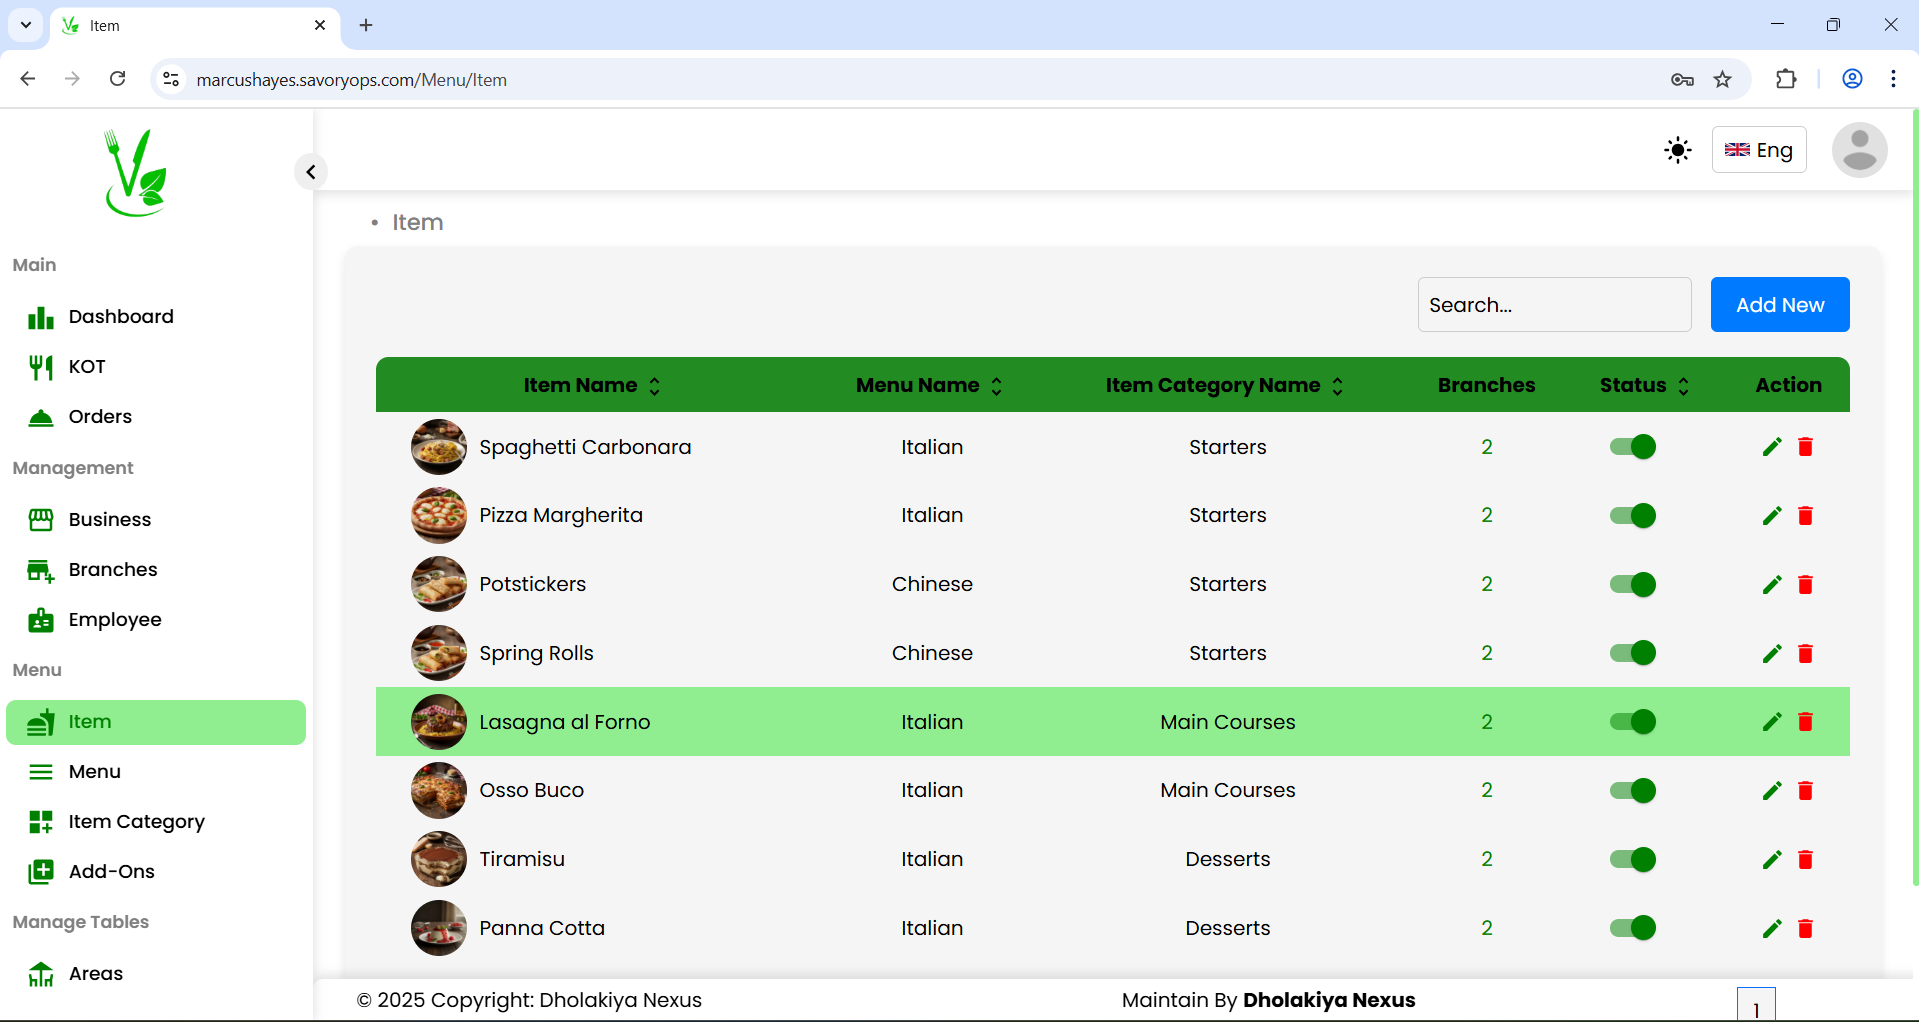 Item
marcushayes.savoryops.com/Menu/Item
Eng
Main
Dashboard
KOT
Orders
Management
Business
Branches
Employee
Menu
Item
Menu
Item Category
Add-Ons
Manage Tables
Areas
• Item
Search... Add New
Item Name Menu Name Item Category Name Branches Status Action
Spaghetti Carbonara Italian Starters 2
Pizza Margherita Italian Starters 2
Potstickers Chinese Starters 2
Spring Rolls Chinese Starters 2
Lasagna al Forno Italian Main Courses 2
Osso Buco Italian Main Courses 2
Tiramisu Italian Desserts 2
Panna Cotta Italian Desserts 2
© 2025 Copyright: Dholakiya Nexus Maintain By Dholakiya Nexus 1